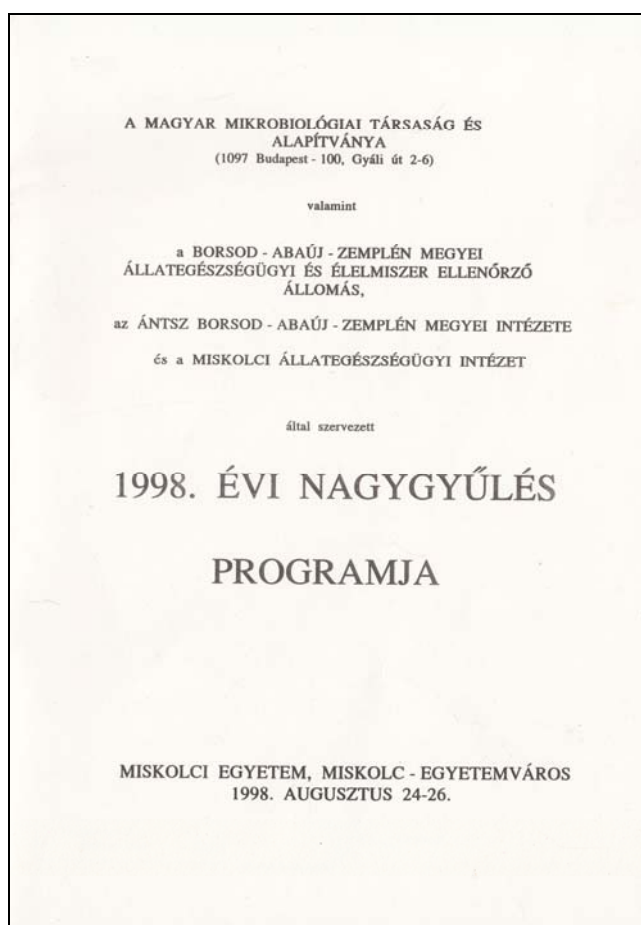 A MAGYAR MIKROBIOLÓGIAI TÁRSASÁG ÉS
ALAPÍTVÁNYA
(1097 Budapest - 100, Gyáli út 2-6)
valamint
a BORSOD - ABAÚJ - ZEMPLÉN MEGYEI
ÁLLATEGÉSZSÉGÜGYI ÉS ÉLELMISZER ELLENŐRZŐ
ÁLLOMÁS,
az ÁNTSZ BORSOD - ABAÚJ - ZEMPLÉN MEGYEI INTÉZETE
és a MISKOLCI ÁLLATEGÉSZSÉGÜGYI INTÉZET
által szervezett
1998. ÉVI NAGYGYŰLÉS
PROGRAMJA
MISKOLCI EGYETEM, MISKOLC - EGYETEMVÁROS
1998. AUGUSZTUS 24-26.